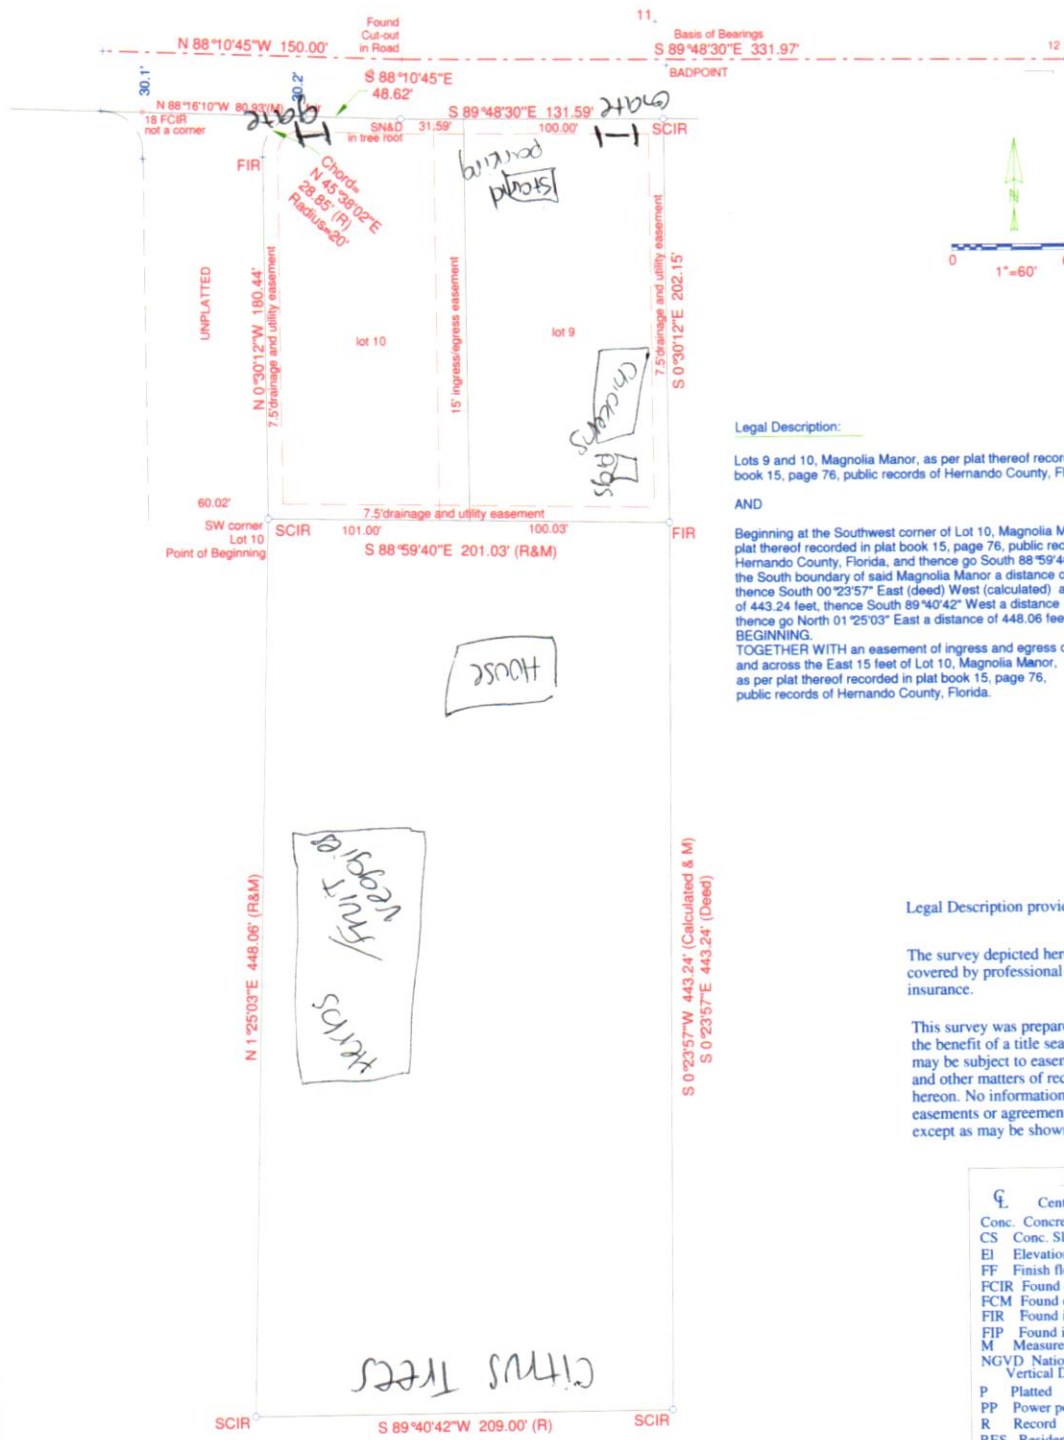 11
Found
Cut-out
in Road
Basis of Bearings
N 88°10'45"W 150.00'
S 89°48'30"E 331.97'
12
BADPOINT
30.1'
30.2'
S 88°10'45"E
48.62'
N 88°16'10"W 80.93'(M)
S 89°48'30"E 131.59'
gate
Gate
18 FCIR
not a corner
SN&D
in tree root
31.59'
100.00'
SCIR
FIR
Chord=
N 45°38'02"E
28.85' (R)
Radius=20'
parking
Stand
UNPLATTED
N 0°30'12"W 180.44'
7.5'drainage and utility easement
lot 10
15' ingress/egress easement
lot 9
7.5'drainage and utility easement
S 0°30'12"E 202.15'
N
0
1"=60'
Chickens
pigs
60.02'
7.5'drainage and utility easement
SW corner
Lot 10
Point of Beginning
SCIR
101.00'
100.03'
FIR
S 88°59'40"E 201.03' (R&M)
Legal Description:
Lots 9 and 10, Magnolia Manor, as per plat thereof recor
book 15, page 76, public records of Hernando County, Fl
AND
Beginning at the Southwest corner of Lot 10, Magnolia M
plat thereof recorded in plat book 15, page 76, public rec
Hernando County, Florida, and thence go South 88°59'4
the South boundary of said Magnolia Manor a distance o
thence South 00°23'57" East (deed) West (calculated) a
of 443.24 feet, thence South 89°40'42" West a distance
thence go North 01°25'03" East a distance of 448.06 fee
BEGINNING.
TOGETHER WITH an easement of ingress and egress o
and across the East 15 feet of Lot 10, Magnolia Manor,
as per plat thereof recorded in plat book 15, page 76,
public records of Hernando County, Florida.
House
Herbs / fruit
veggies
N 1°25'03"E 448.06' (R&M)
S 0°23'57"W 443.24' (Calculated & M)
S 0°23'57"E 443.24' (Deed)
Legal Description provi
The survey depicted her
covered by professional
insurance.
This survey was prepare
the benefit of a title sea
may be subject to easer
and other matters of rec
hereon. No information
easements or agreemen
except as may be show
℄ Cent
Conc. Concre
CS Conc. Sl
El Elevatio
FF Finish fl
FCIR Found
FCM Found
FIR Found i
FIP Found i
M Measure
NGVD Natio
Vertical D
P Platted
PP Power p
R Record
RES Reside
Citrus Trees
SCIR
S 89°40'42"W 209.00' (R)
SCIR